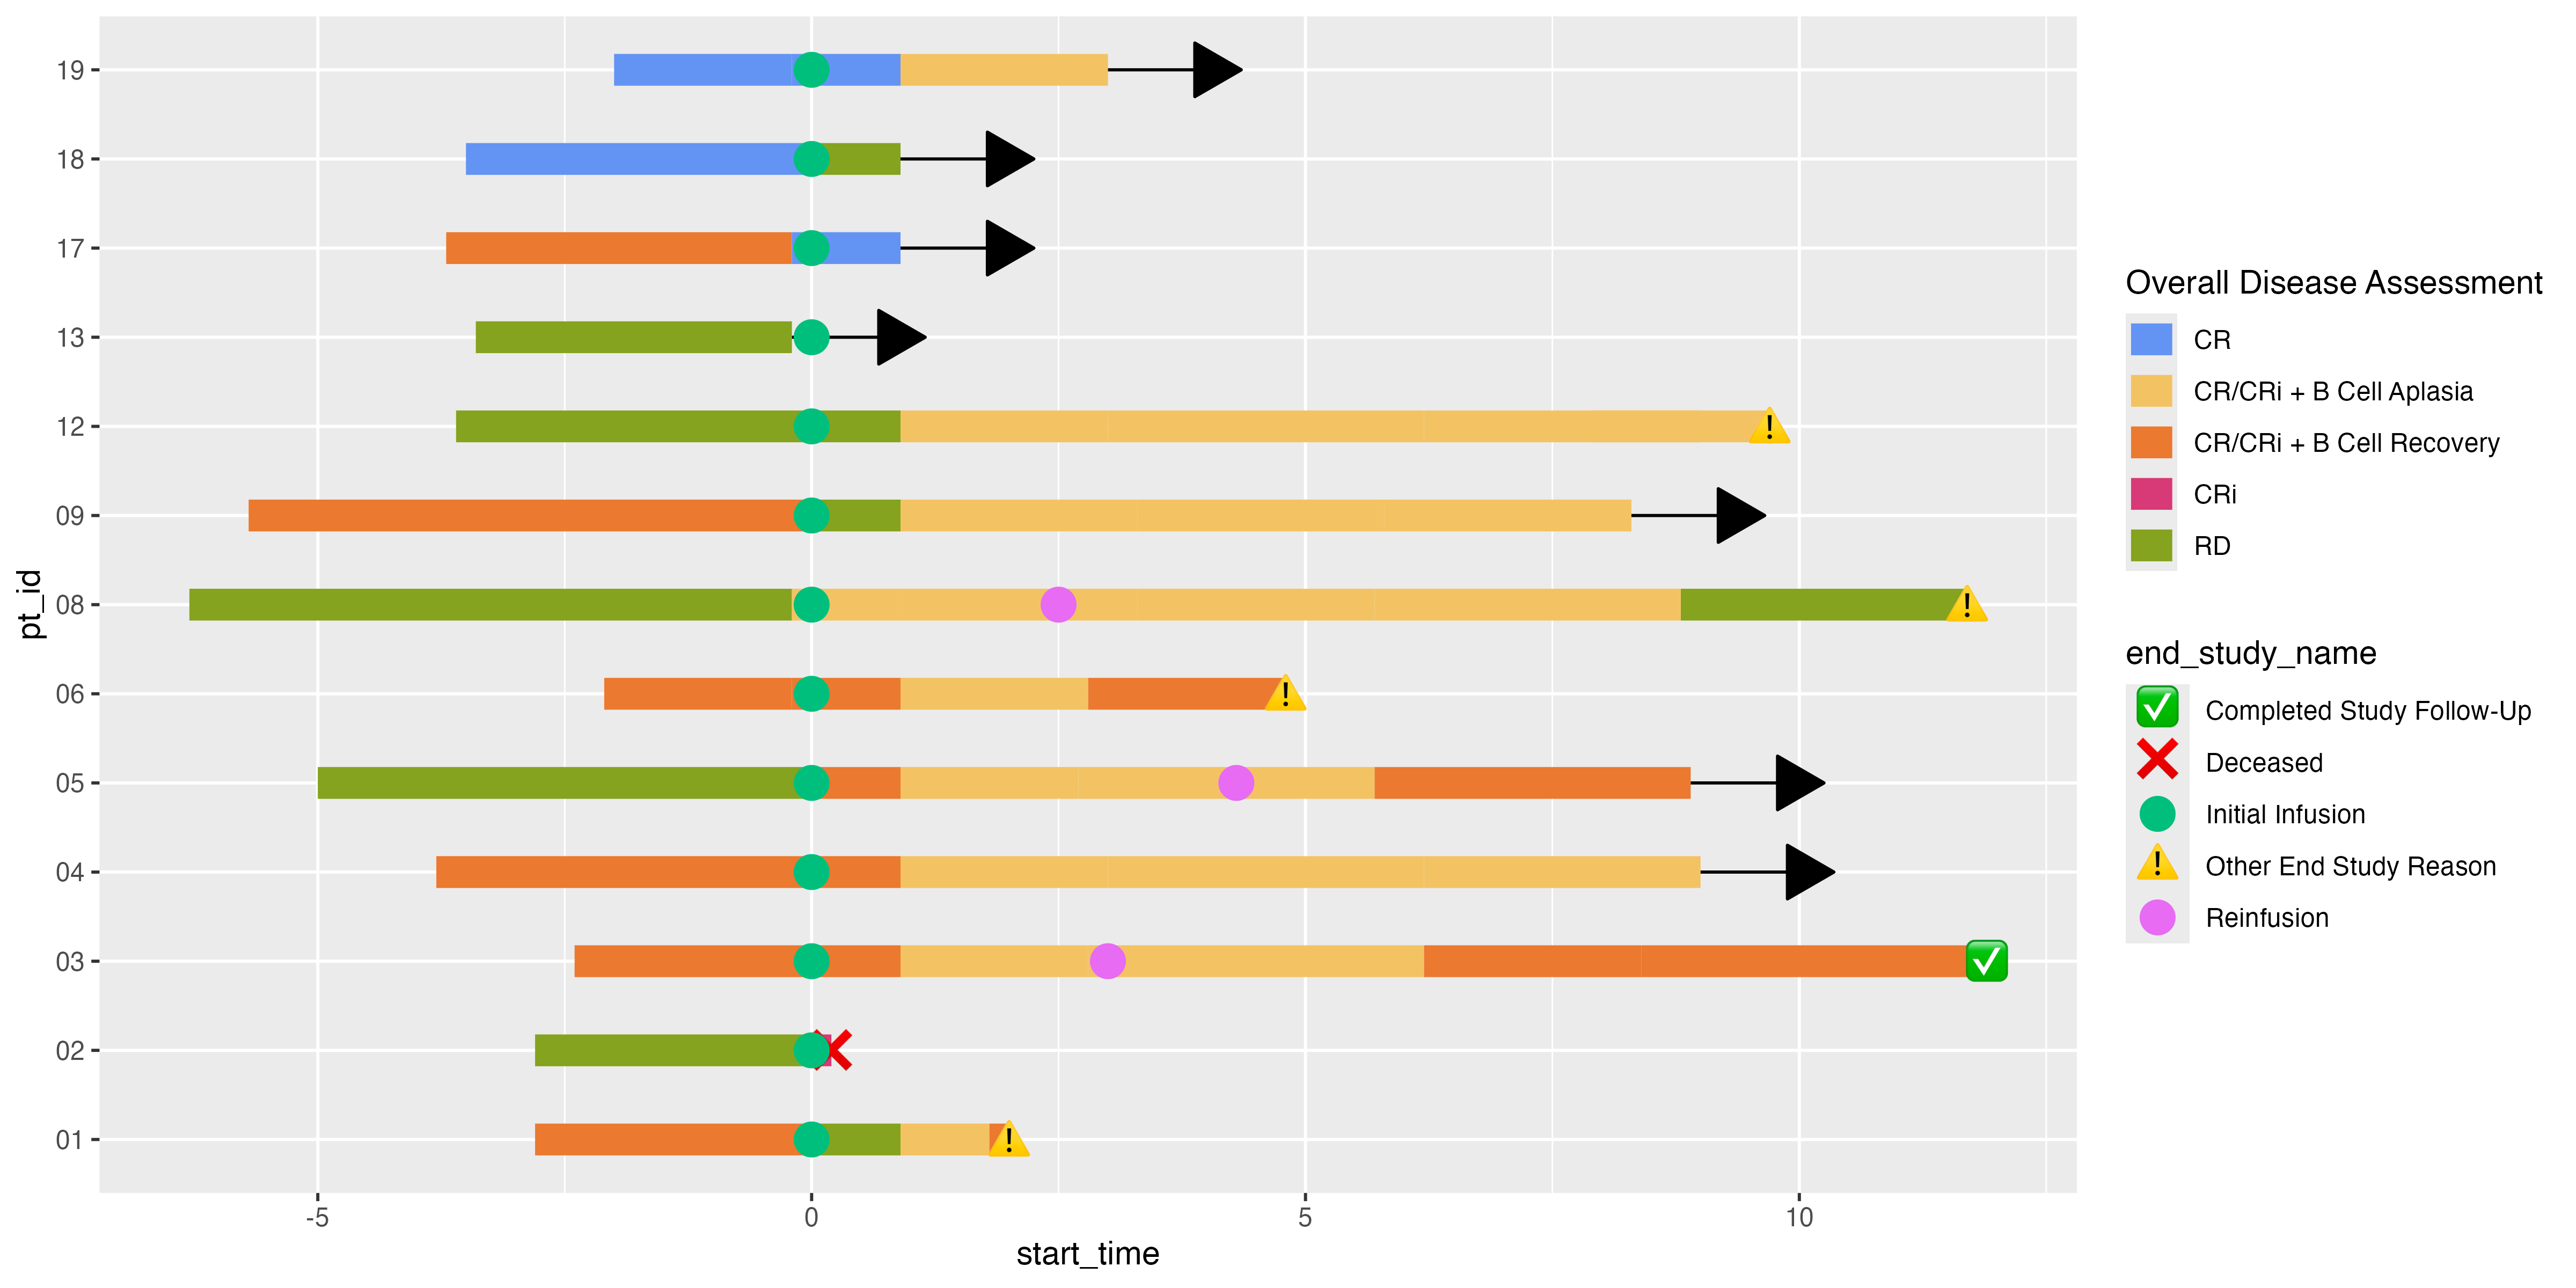 pt_id
19
18
17
13
12
09
08
06
05
04
03
02
01
-5
0
5
10
start_time
Overall Disease Assessment
CR
CR/CRi + B Cell Aplasia
CR/CRi + B Cell Recovery
CRi
RD
end_study_name
Completed Study Follow-Up
Deceased
Initial Infusion
Other End Study Reason
Reinfusion